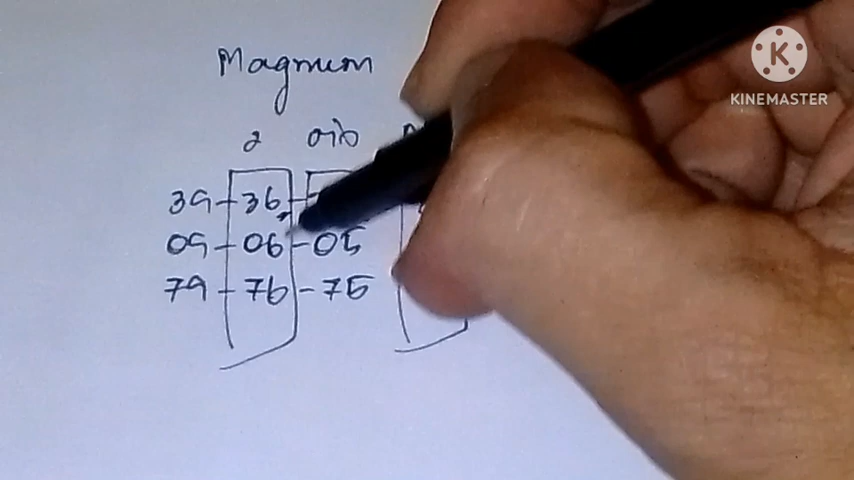 Magnum
KINEMASTER
2 oib
39-36-
09-06-05
79-76-75